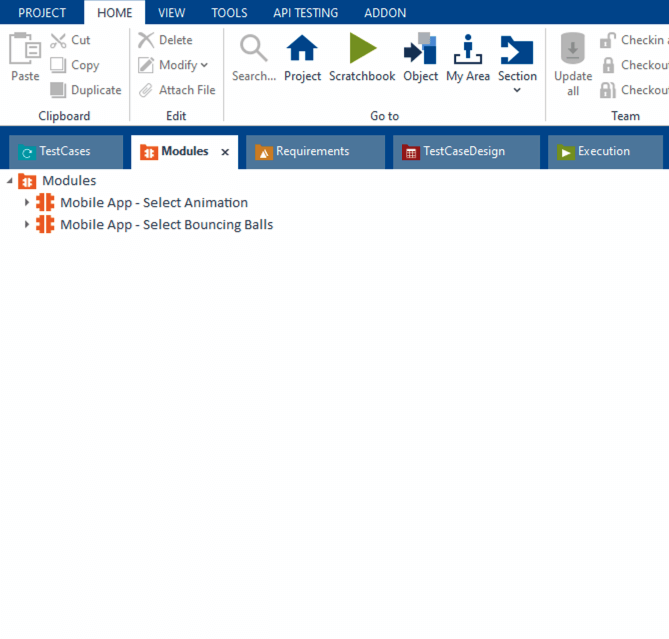 PROJECT HOME VIEW TOOLS API TESTING ADDON
Cut
Copy
Duplicate
Paste
Clipboard
Delete
Modify
Attach File
Edit
Search... Project Scratchbook Object My Area Section
Go to
Update
all
Checkin
Checkou
Checkou
Team
TestCases Modules x Requirements TestCaseDesign Execution
Modules
Mobile App - Select Animation
Mobile App - Select Bouncing Balls